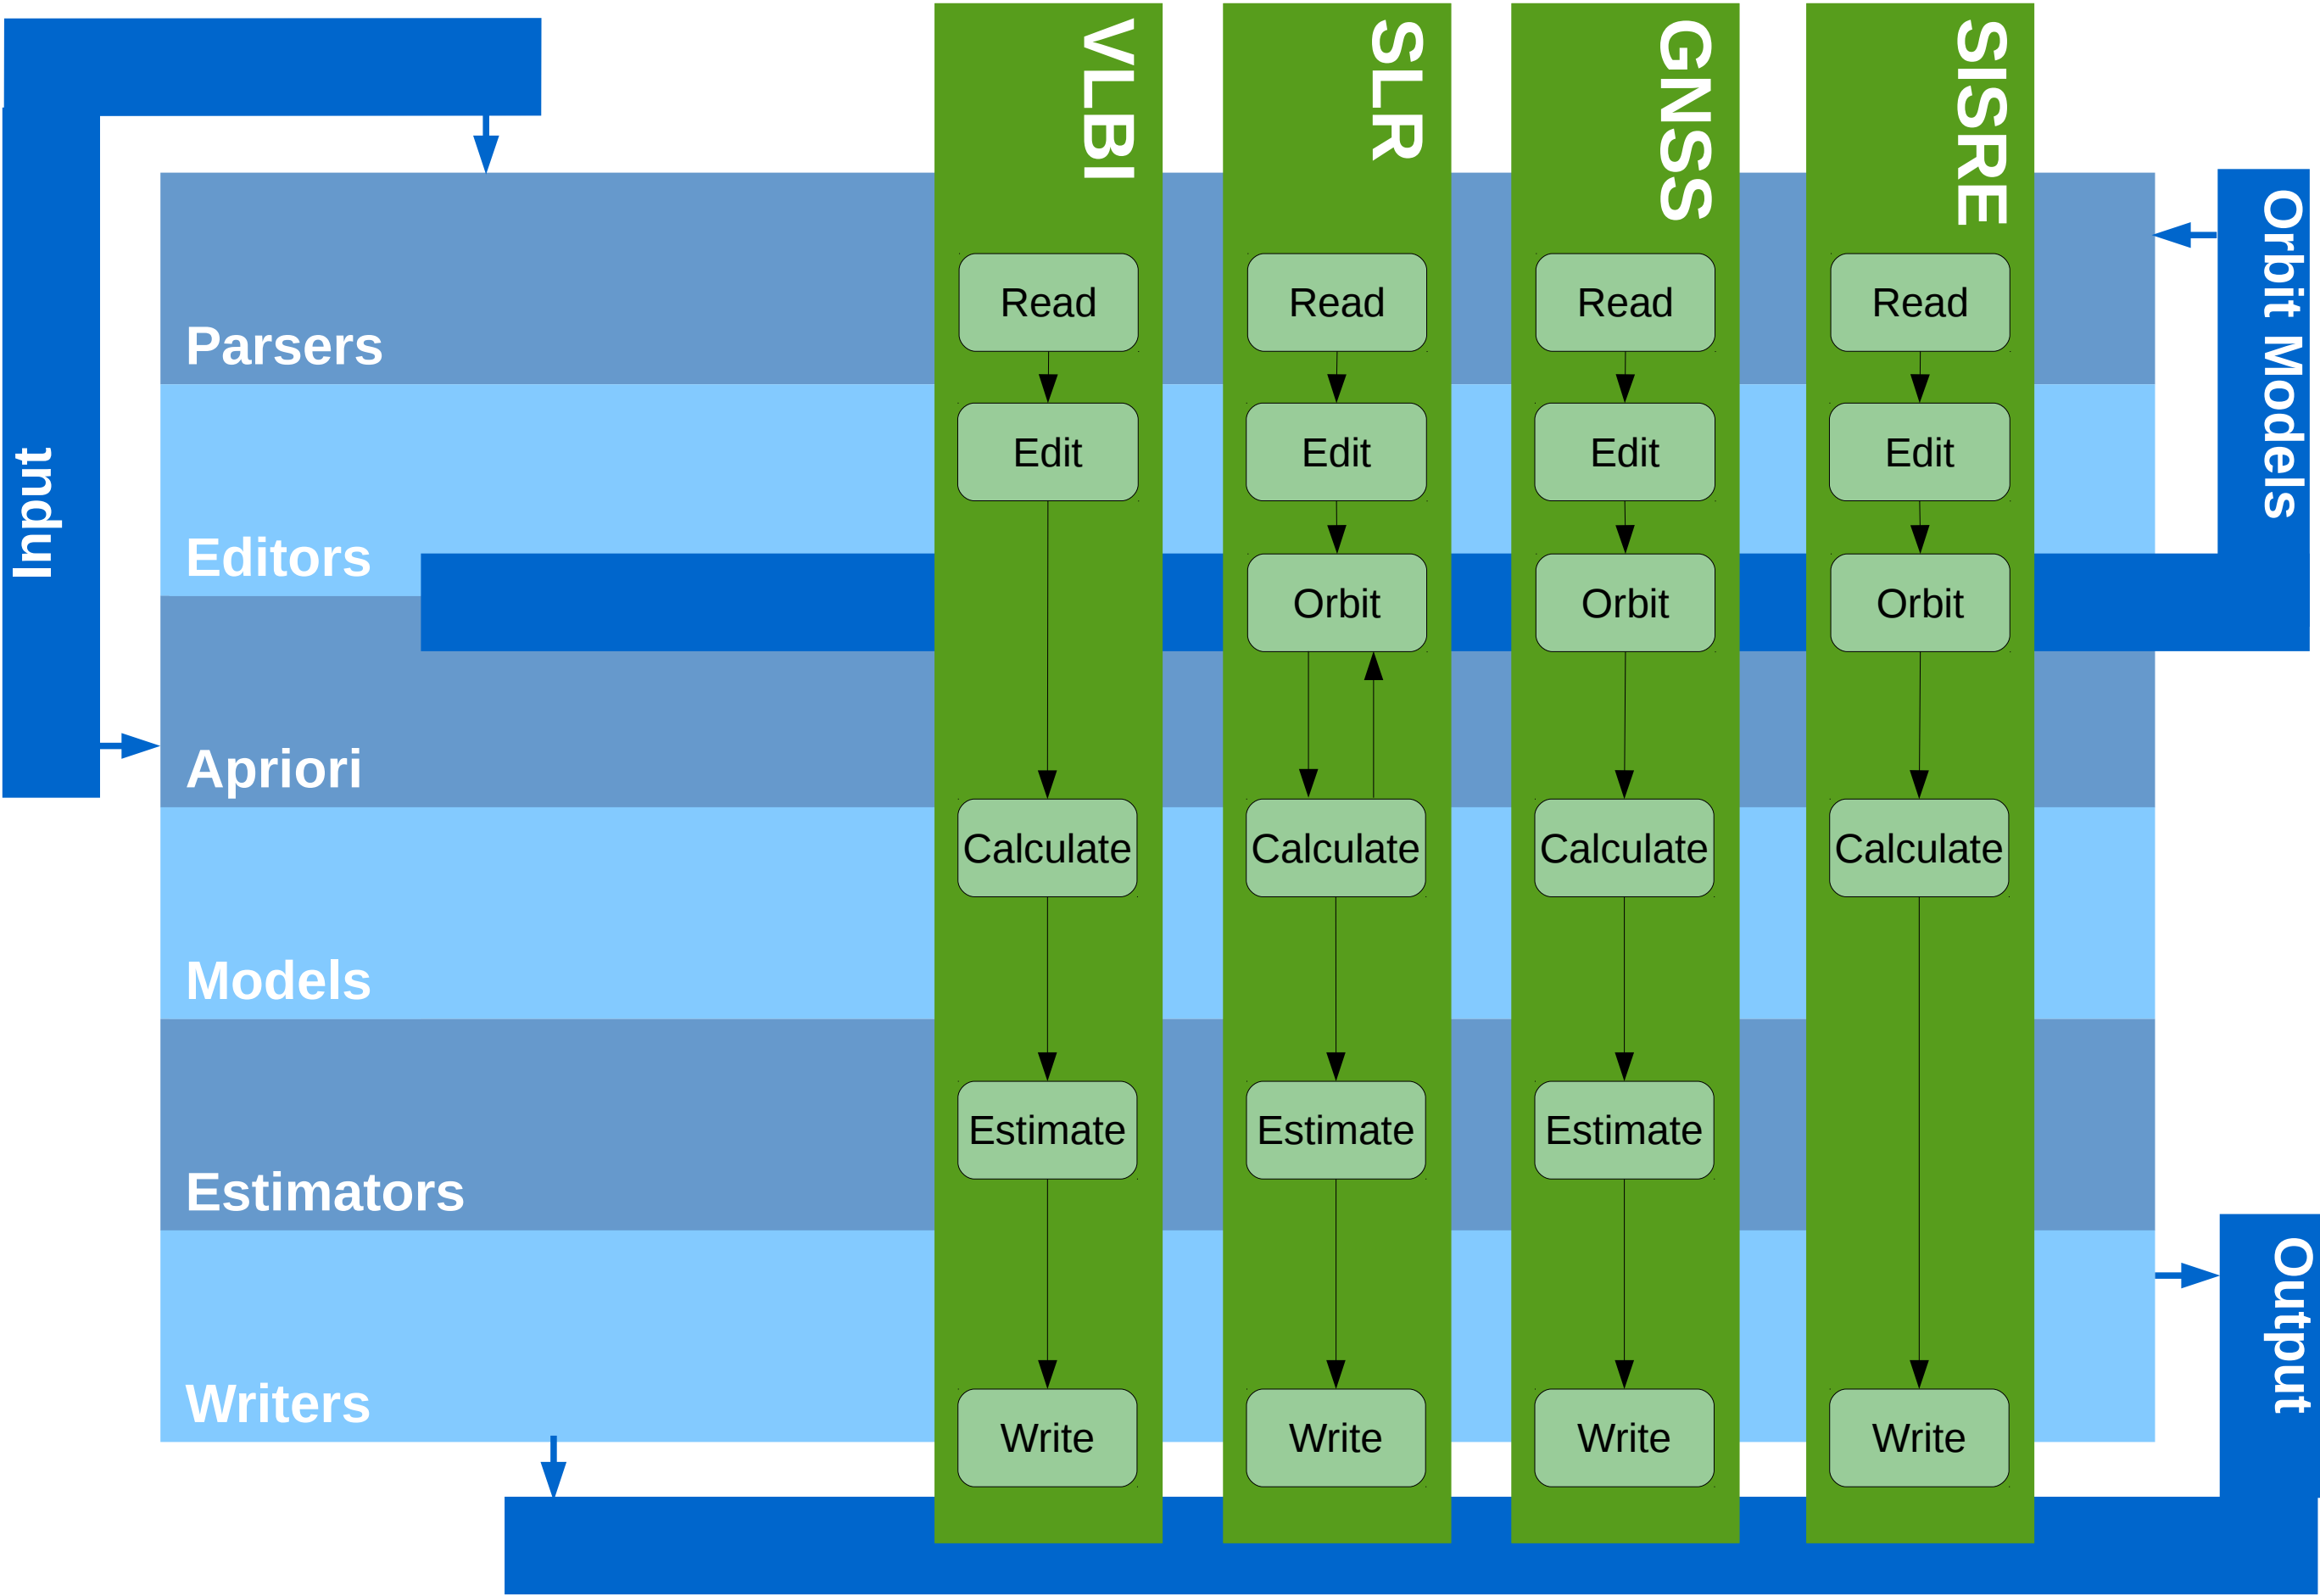 VLBI
SLR
GNSS
SISRE
Input
Orbit Models
Parsers
Read
Read
Read
Read
Editors
Edit
Edit
Edit
Edit
Orbit
Orbit
Orbit
Apriori
Calculate
Calculate
Calculate
Calculate
Models
Estimators
Estimate
Estimate
Estimate
Output
Writers
Write
Write
Write
Write